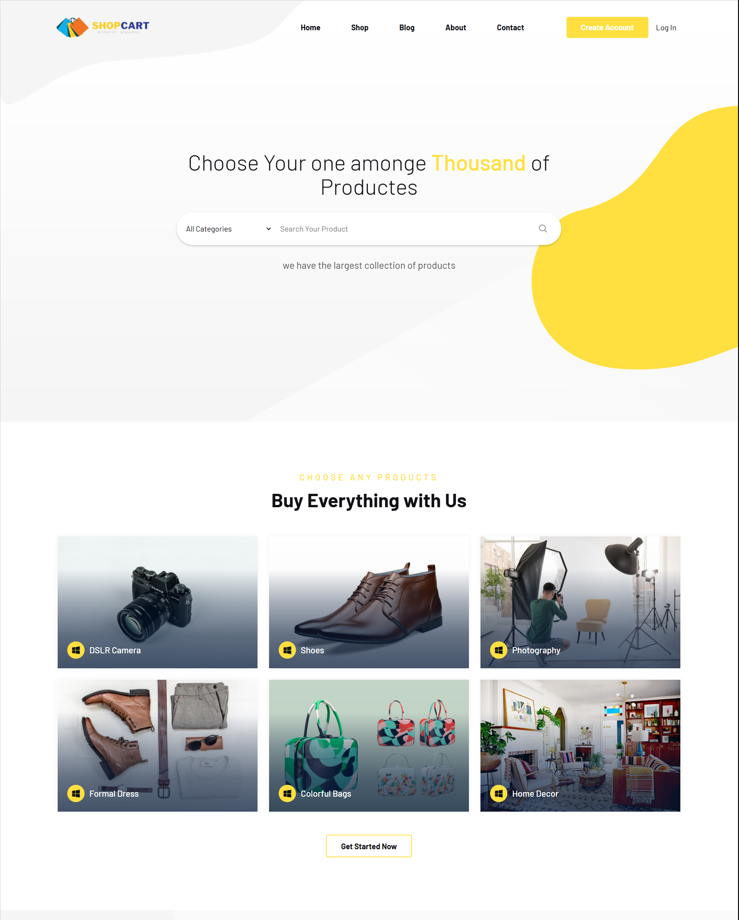 SHOPCART
Home Shop Blog About Contact Create Account Log In
Choose Your one amonge Thousand of
Productes
All Categories Search Your Product
we have the largest collection of products
CHOOSE ANY PRODUCTS
Buy Everything with Us
DSLR Camera
Shoes
Photography
Formal Dress
Colorful Bags
Home Decor
Get Started Now